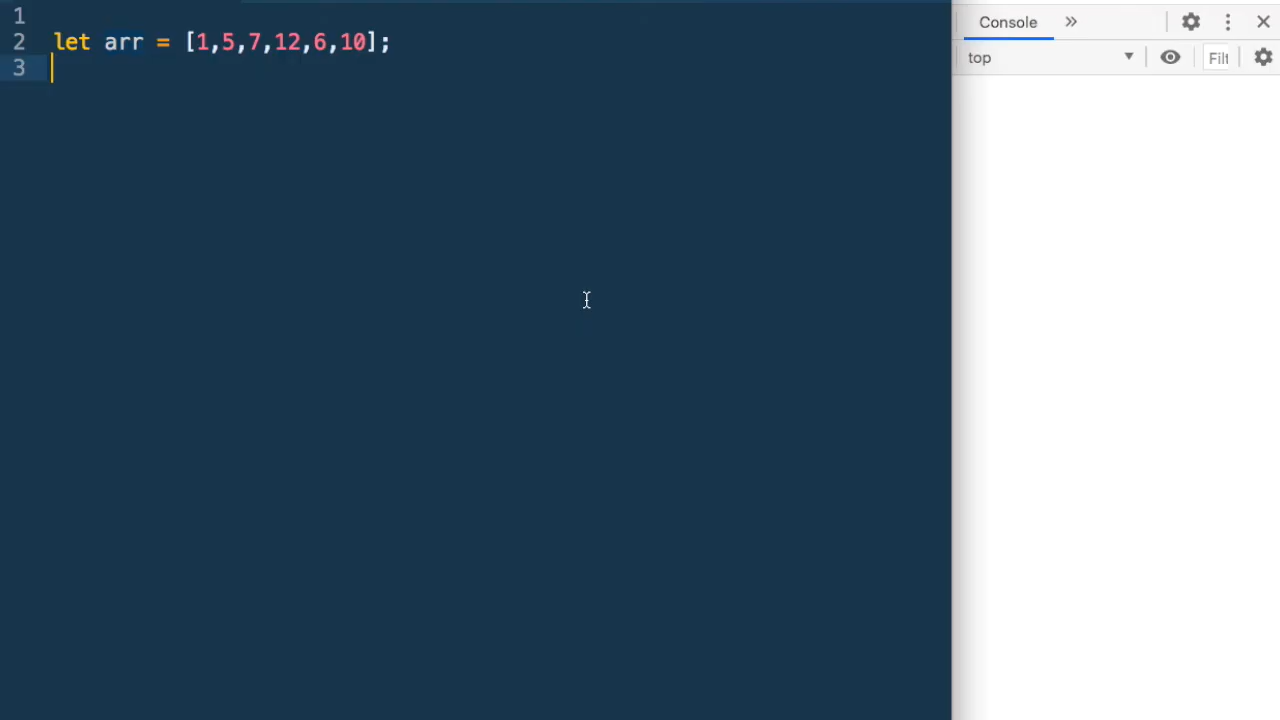 1
2 let arr = [1,5,7,12,6,10];
3
Console »
top
Filt